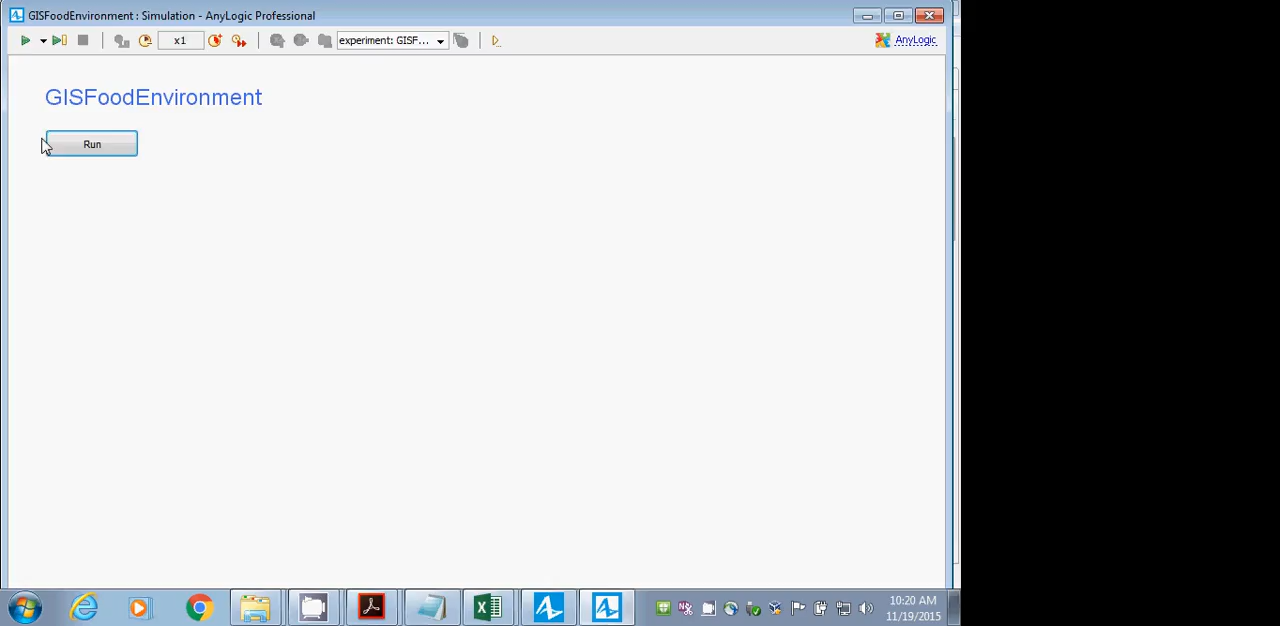 GISFoodEnvironment : Simulation - AnyLogic Professional
x1
experiment: GISF...
AnyLogic
GISFoodEnvironment
Run
10:20 AM
11/19/2015